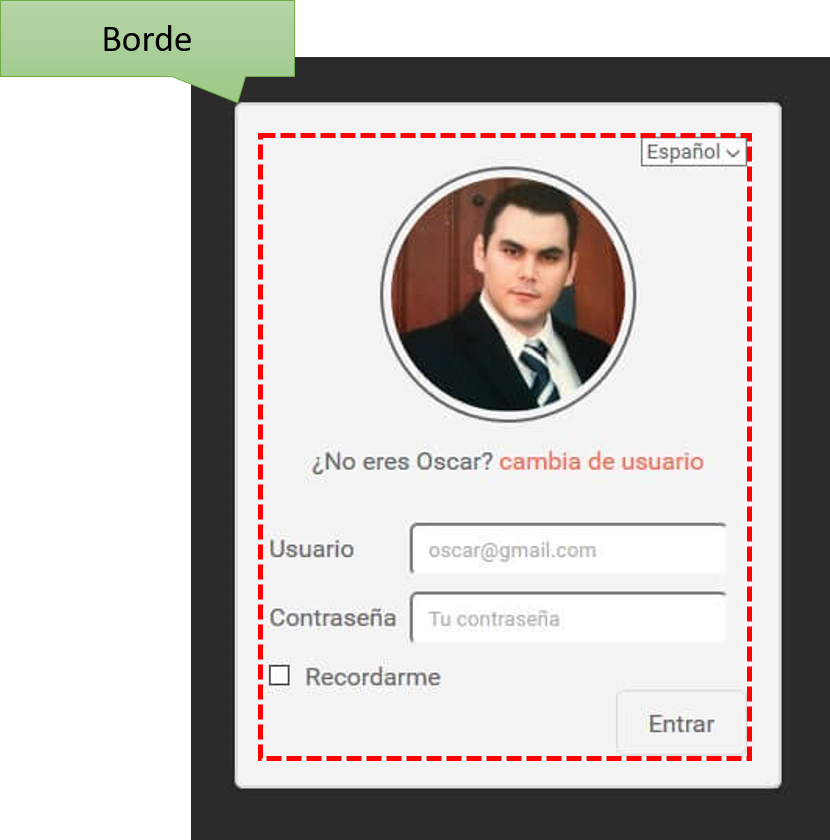 Borde
Español
¿No eres Oscar? cambia de usuario
Usuario
oscar@gmail.com
Contraseña
Tu contraseña
Recordarme
Entrar